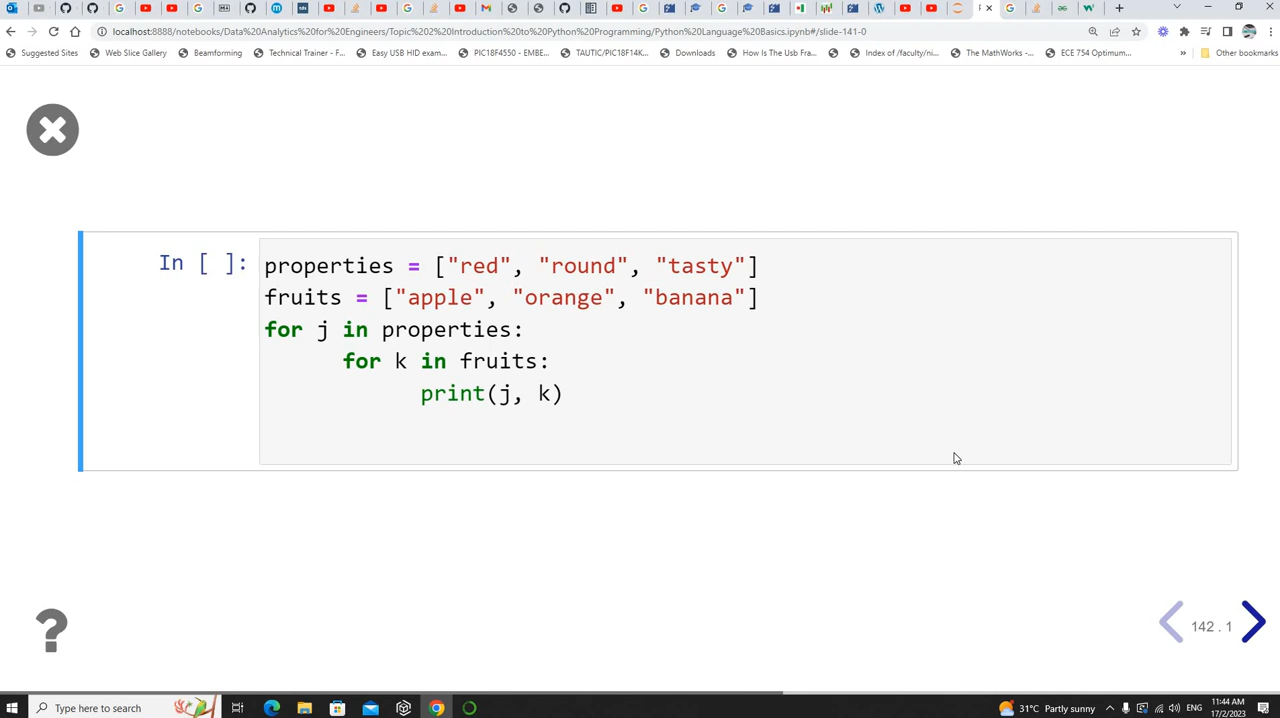 localhost:8888/notebooks/Data%20Analytics%20for%20Engineers/Topic%202%20Introduction%20to%20Python%20Programming/Python%20Language%20Basics.ipynb#/slide-141-0
Suggested Sites
Web Slice Gallery
Beamforming
Technical Trainer - F...
Easy USB HID exam...
PIC18F4550 - EMBE...
TAUTIC/PIC18F14K...
Downloads
How Is The Usb Fra...
Index of /faculty/ni...
The MathWorks -...
ECE 754 Optimum...
»
Other bookmarks
In [ ]:
properties = ["red", "round", "tasty"]
fruits = ["apple", "orange", "banana"]
for j in properties:
for k in fruits:
print(j, k)
?
142 . 1
Type here to search
31°C Partly sunny
11:44 AM
17/2/2023